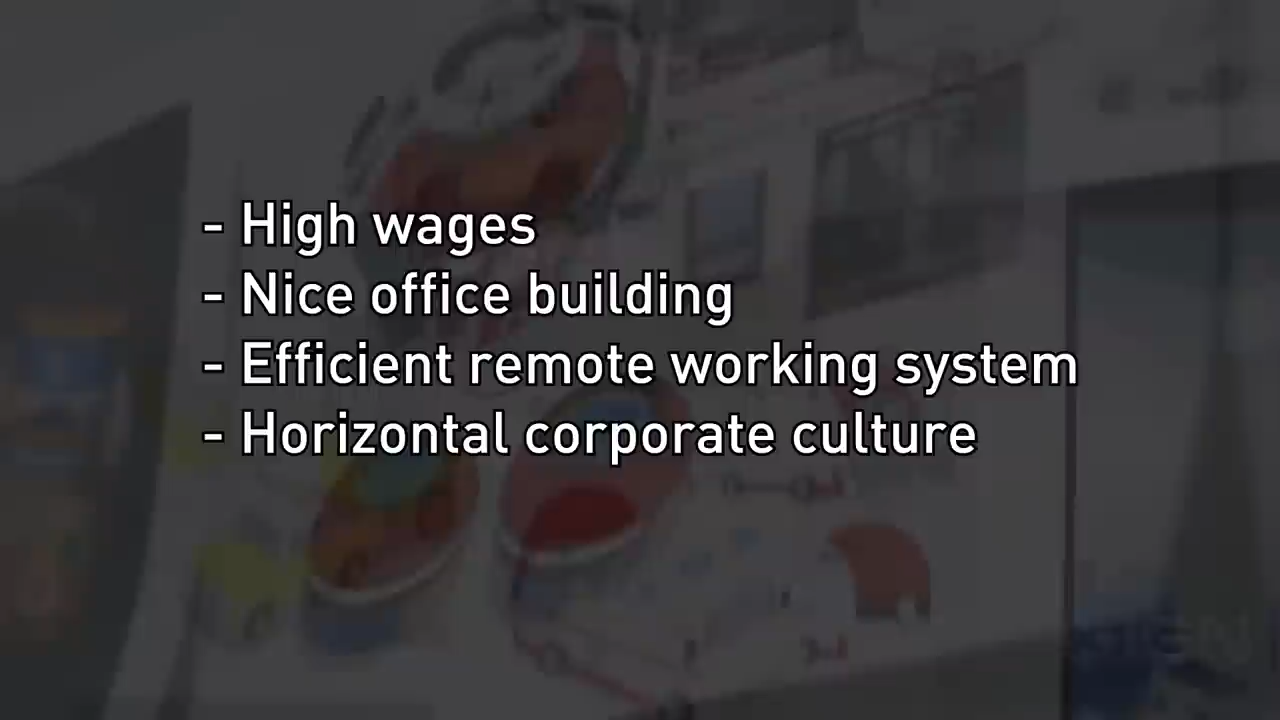 - High wages
- Nice office building
- Efficient remote working system
- Horizontal corporate culture